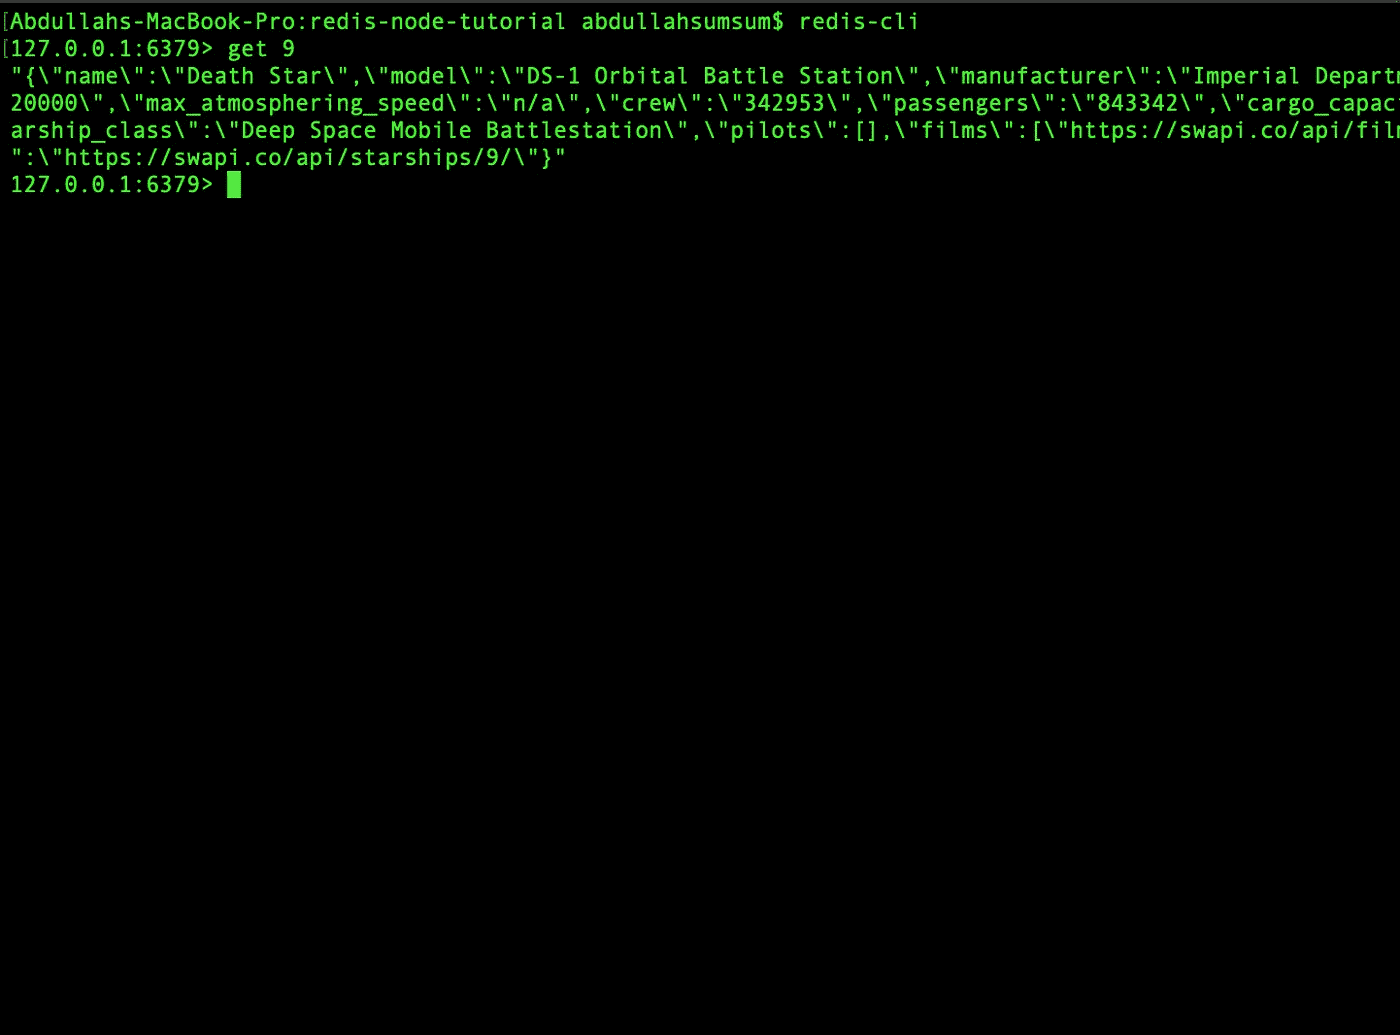 [Abdullahs-MacBook-Pro:redis-node-tutorial abdullahsumsum$ redis-cli
[127.0.0.1:6379> get 9
"{\"name\":\"Death Star\",\"model\":\"DS-1 Orbital Battle Station\",\"manufacturer\":\"Imperial Depart
20000\",\"max_atmosphering_speed\":\"n/a\",\"crew\":\"342953\",\"passengers\":\"843342\",\"cargo_capac
arship_class\":\"Deep Space Mobile Battlestation\",\"pilots\":[],\"films\":[\"https://swapi.co/api/fil
":\"https://swapi.co/api/starships/9/\"}"
127.0.0.1:6379>